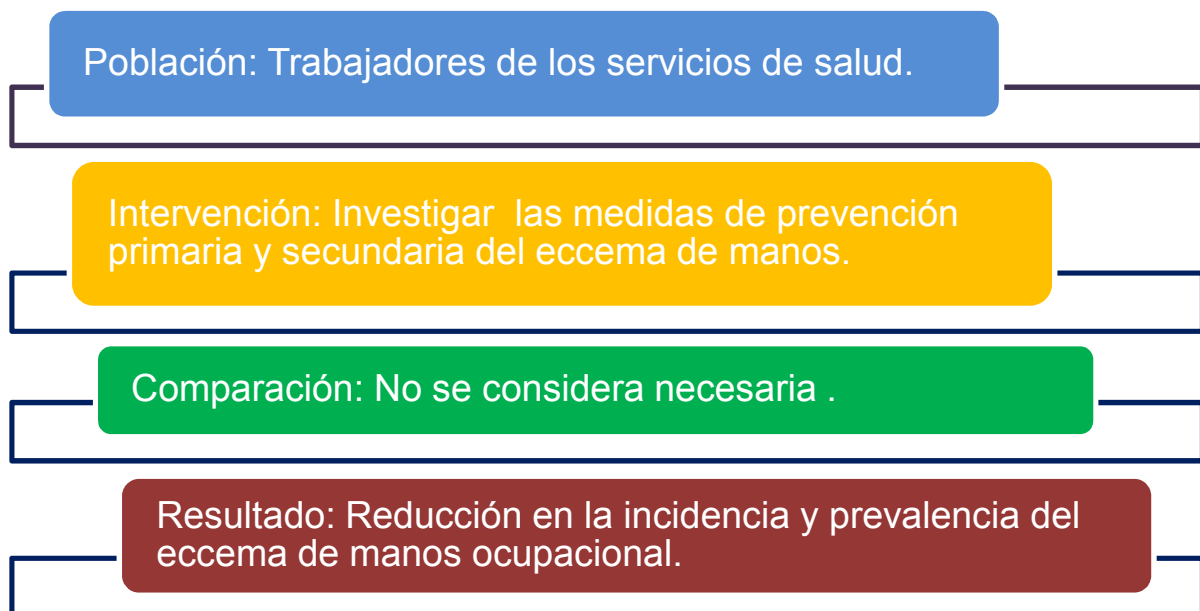 Población: Trabajadores de los servicios de salud.
Intervención: Investigar  las medidas de prevención
primaria y secundaria del eccema de manos.
Comparación: No se considera necesaria .
Resultado: Reducción en la incidencia y prevalencia del
eccema de manos ocupacional.